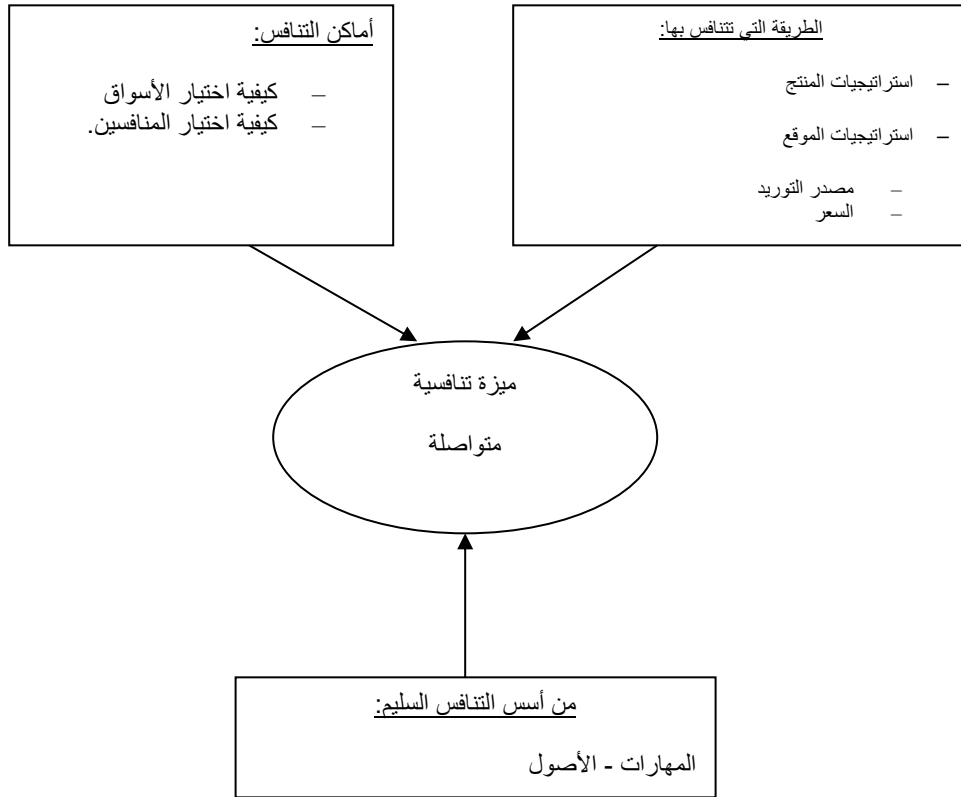 الطريقة التي تتنافس بها:
– استراتيجيات المنتج
– استراتيجيات الموقع
– مصدر التوريد
– السعر
أماكن التنافس:
– كيفية اختيار الأسواق
– كيفية اختيار المنافسين.
ميزة تنافسية
متواصلة
من أسس التنافس السليم:
المهارات - الأصول